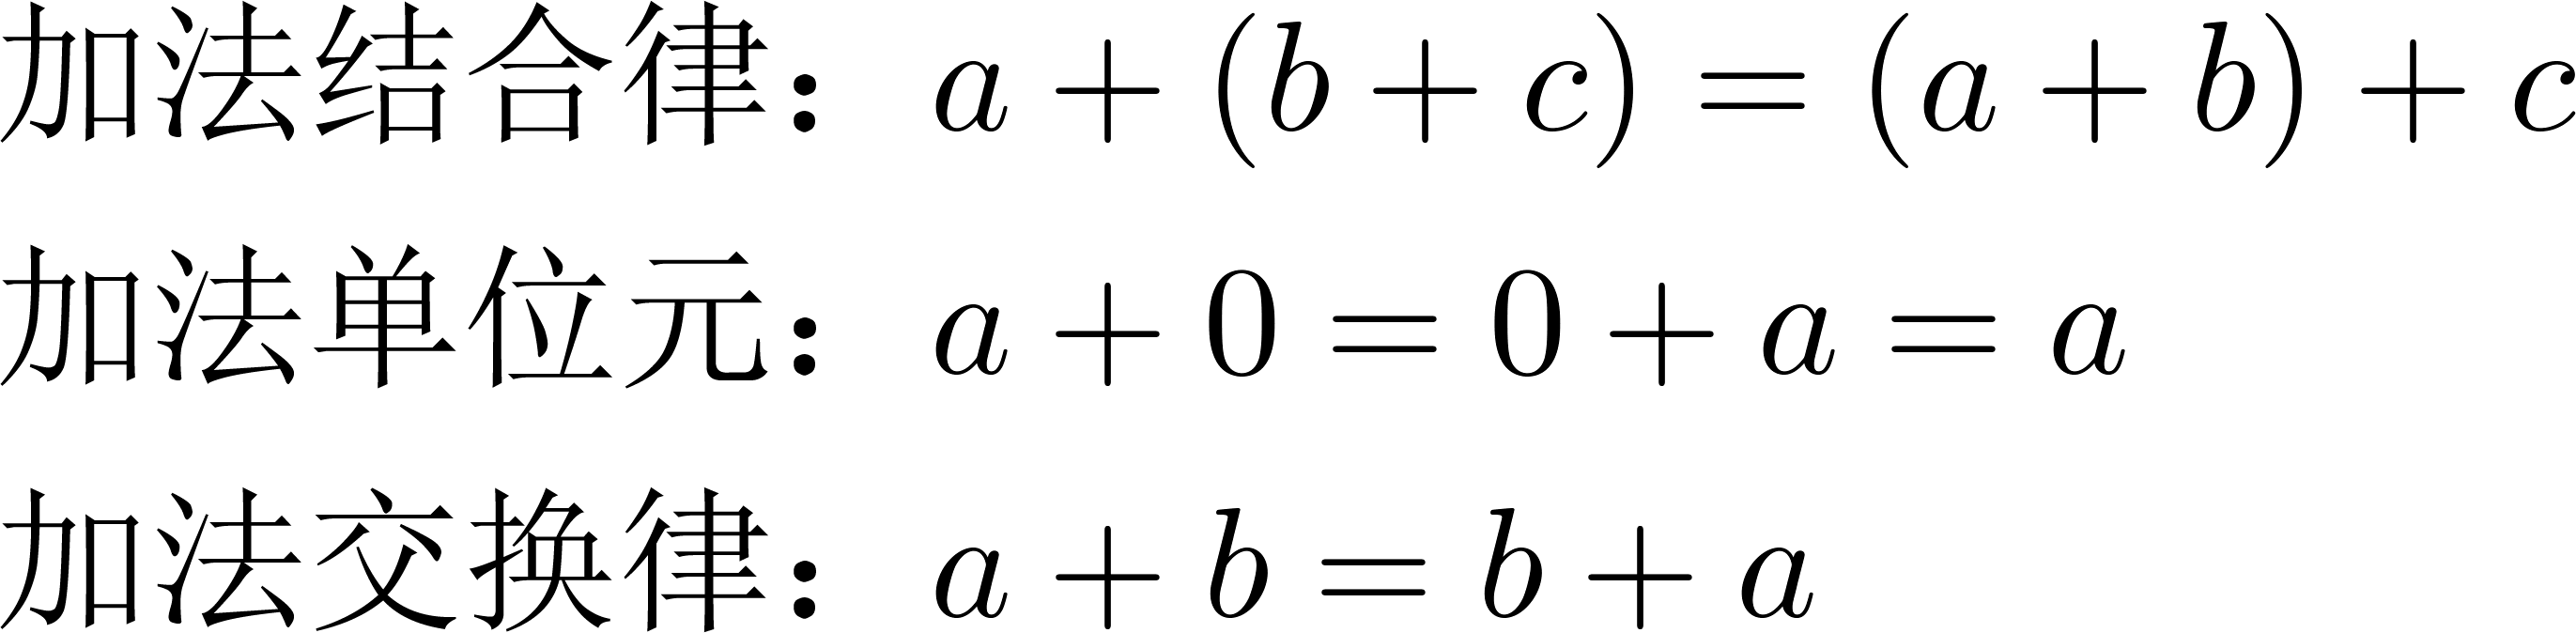 加法结合律：a + (b + c) = (a + b) + c
加法单位元：a + 0 = 0 + a = a
加法交换律：a + b = b + a